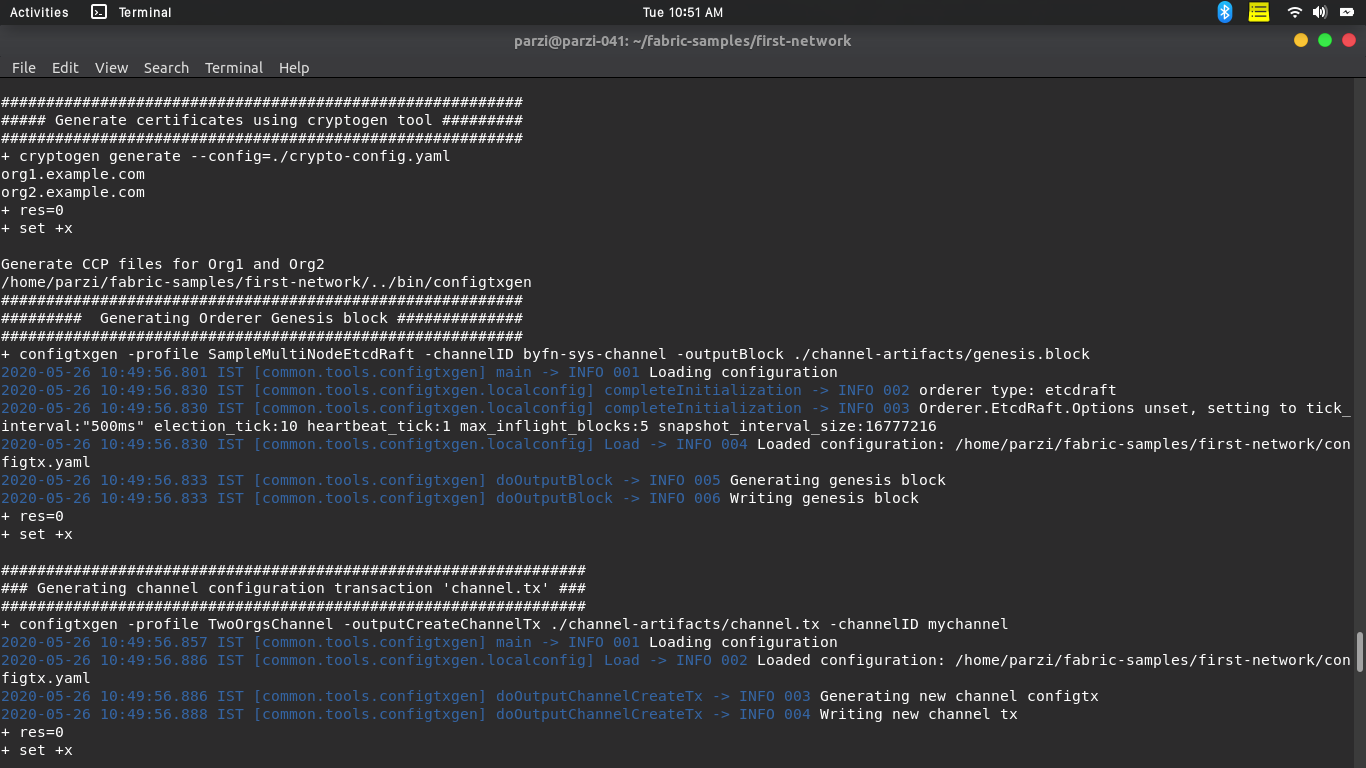 Activities Terminal Tue 10:51 AM
parzi@parzi-041: ~/fabric-samples/first-network
File Edit View Search Terminal Help
##########################################################
##### Generate certificates using cryptogen tool #########
##########################################################
+ cryptogen generate --config=./crypto-config.yaml
org1.example.com
org2.example.com
+ res=0
+ set +x
Generate CCP files for Org1 and Org2
/home/parzi/fabric-samples/first-network/../bin/configtxgen
##########################################################
#########  Generating Orderer Genesis block ##############
##########################################################
+ configtxgen -profile SampleMultiNodeEtcdRaft -channelID byfn-sys-channel -outputBlock ./channel-artifacts/genesis.block
2020-05-26 10:49:56.801 IST [common.tools.configtxgen] main -> INFO 001 Loading configuration
2020-05-26 10:49:56.830 IST [common.tools.configtxgen.localconfig] completeInitialization -> INFO 002 orderer type: etcdraft
2020-05-26 10:49:56.830 IST [common.tools.configtxgen.localconfig] completeInitialization -> INFO 003 Orderer.EtcdRaft.Options unset, setting to tick_
interval:"500ms" election_tick:10 heartbeat_tick:1 max_inflight_blocks:5 snapshot_interval_size:16777216
2020-05-26 10:49:56.830 IST [common.tools.configtxgen.localconfig] Load -> INFO 004 Loaded configuration: /home/parzi/fabric-samples/first-network/con
figtx.yaml
2020-05-26 10:49:56.833 IST [common.tools.configtxgen] doOutputBlock -> INFO 005 Generating genesis block
2020-05-26 10:49:56.833 IST [common.tools.configtxgen] doOutputBlock -> INFO 006 Writing genesis block
+ res=0
+ set +x
#################################################################
### Generating channel configuration transaction 'channel.tx' ###
#################################################################
+ configtxgen -profile TwoOrgsChannel -outputCreateChannelTx ./channel-artifacts/channel.tx -channelID mychannel
2020-05-26 10:49:56.857 IST [common.tools.configtxgen] main -> INFO 001 Loading configuration
2020-05-26 10:49:56.886 IST [common.tools.configtxgen.localconfig] Load -> INFO 002 Loaded configuration: /home/parzi/fabric-samples/first-network/con
figtx.yaml
2020-05-26 10:49:56.886 IST [common.tools.configtxgen] doOutputChannelCreateTx -> INFO 003 Generating new channel configtx
2020-05-26 10:49:56.888 IST [common.tools.configtxgen] doOutputChannelCreateTx -> INFO 004 Writing new channel tx
+ res=0
+ set +x